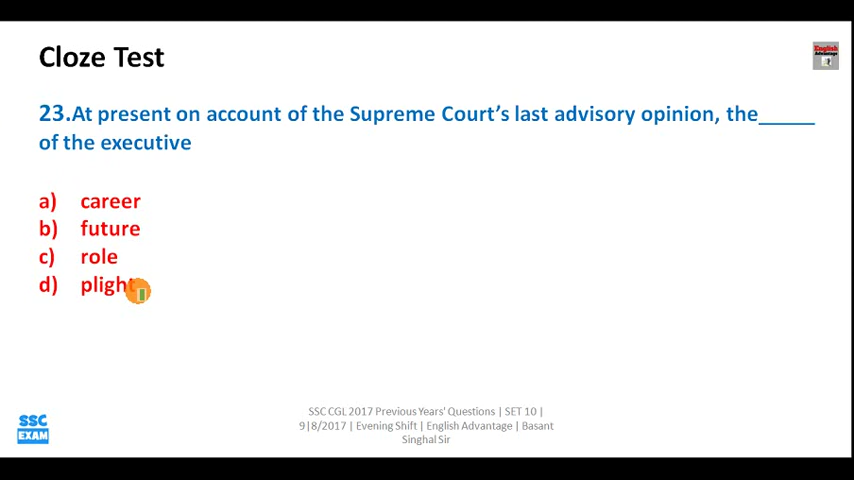 Cloze Test
English
Advantage
23.At present on account of the Supreme Court's last advisory opinion, the_____
of the executive
a) career
b) future
c) role
d) plight
SSC
EXAM
SSC CGL 2017 Previous Years' Questions | SET 10 |
9|8/2017 | Evening Shift | English Advantage | Basant
Singhal Sir